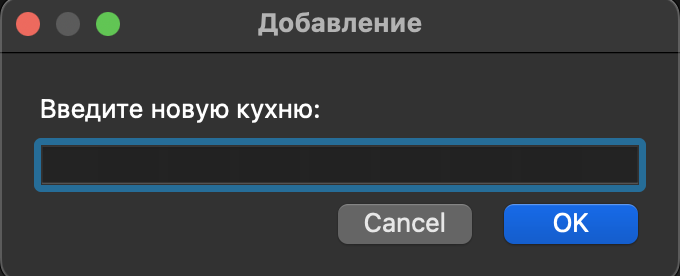 Добавление
Введите новую кухню:
Cancel
OK